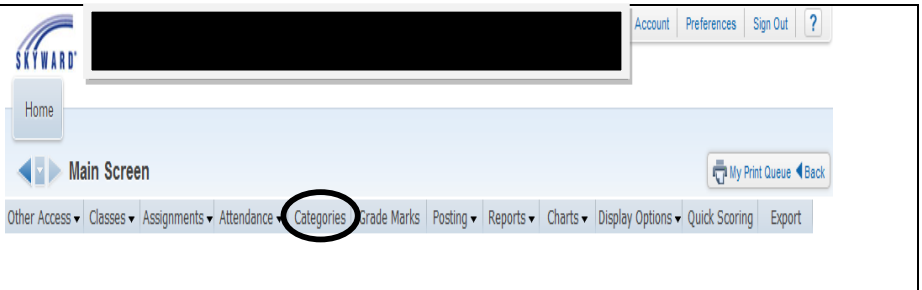 Account Preferences Sign Out ?
SKYWARD
Home
Main Screen
My Print Queue Back
Other Access Classes Assignments Attendance Categories Grade Marks Posting Reports Charts Display Options Quick Scoring Export